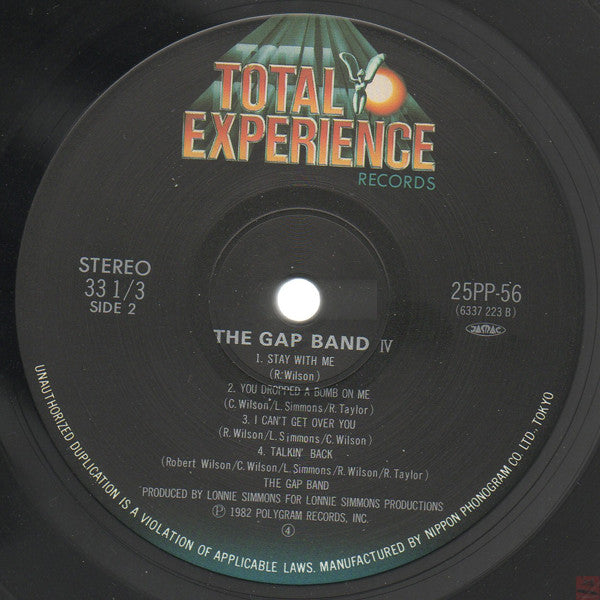 TOTAL
EXPERIENCE
RECORDS
STEREO
33 1/3
SIDE 2
25PP-56
(6337 223 B)
JASRAC
THE GAP BAND IV
1. STAY WITH ME
(R. Wilson)
2. YOU DROPPED A BOMB ON ME
(C. Wilson/L. Simmons/R. Taylor)
3. I CAN'T GET OVER YOU
(R. Wilson/L. Simmons/C. Wilson)
4. TALKIN' BACK
(Robert Wilson/C. Wilson/L. Simmons/R. Wilson/R. Taylor)
THE GAP BAND
PRODUCED BY LONNIE SIMMONS FOR LONNIE SIMMONS PRODUCTIONS
Ⓟ 1982 POLYGRAM RECORDS, INC.
④
UNAUTHORIZED DUPLICATION IS A VIOLATION OF APPLICABLE LAWS. MANUFACTURED BY NIPPON PHONOGRAM CO., LTD., TOKYO